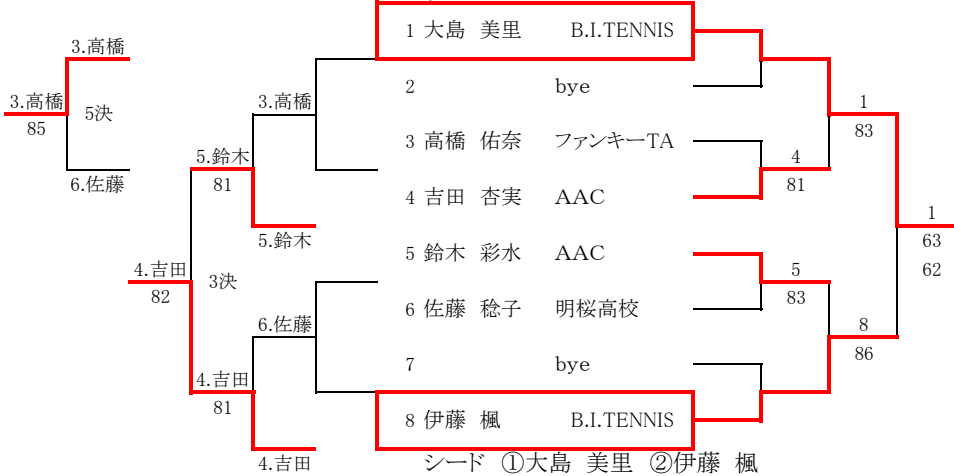 1 大島 美里 B.I.TENNIS
3.高橋
2 bye
3.高橋
3.高橋
1
85
5決
83
3 高橋 佑奈 ファンキーTA
5.鈴木
4
6.佐藤
81
81
4 吉田 杏実 AAC
1
5.鈴木
63
5 鈴木 彩水 AAC
4.吉田
3決
5
62
82
83
6 佐藤 稔子 明桜高校
6.佐藤
8
86
7 bye
4.吉田
81
8 伊藤 楓 B.I.TENNIS
4.吉田
シード ①大島 美里 ②伊藤 楓